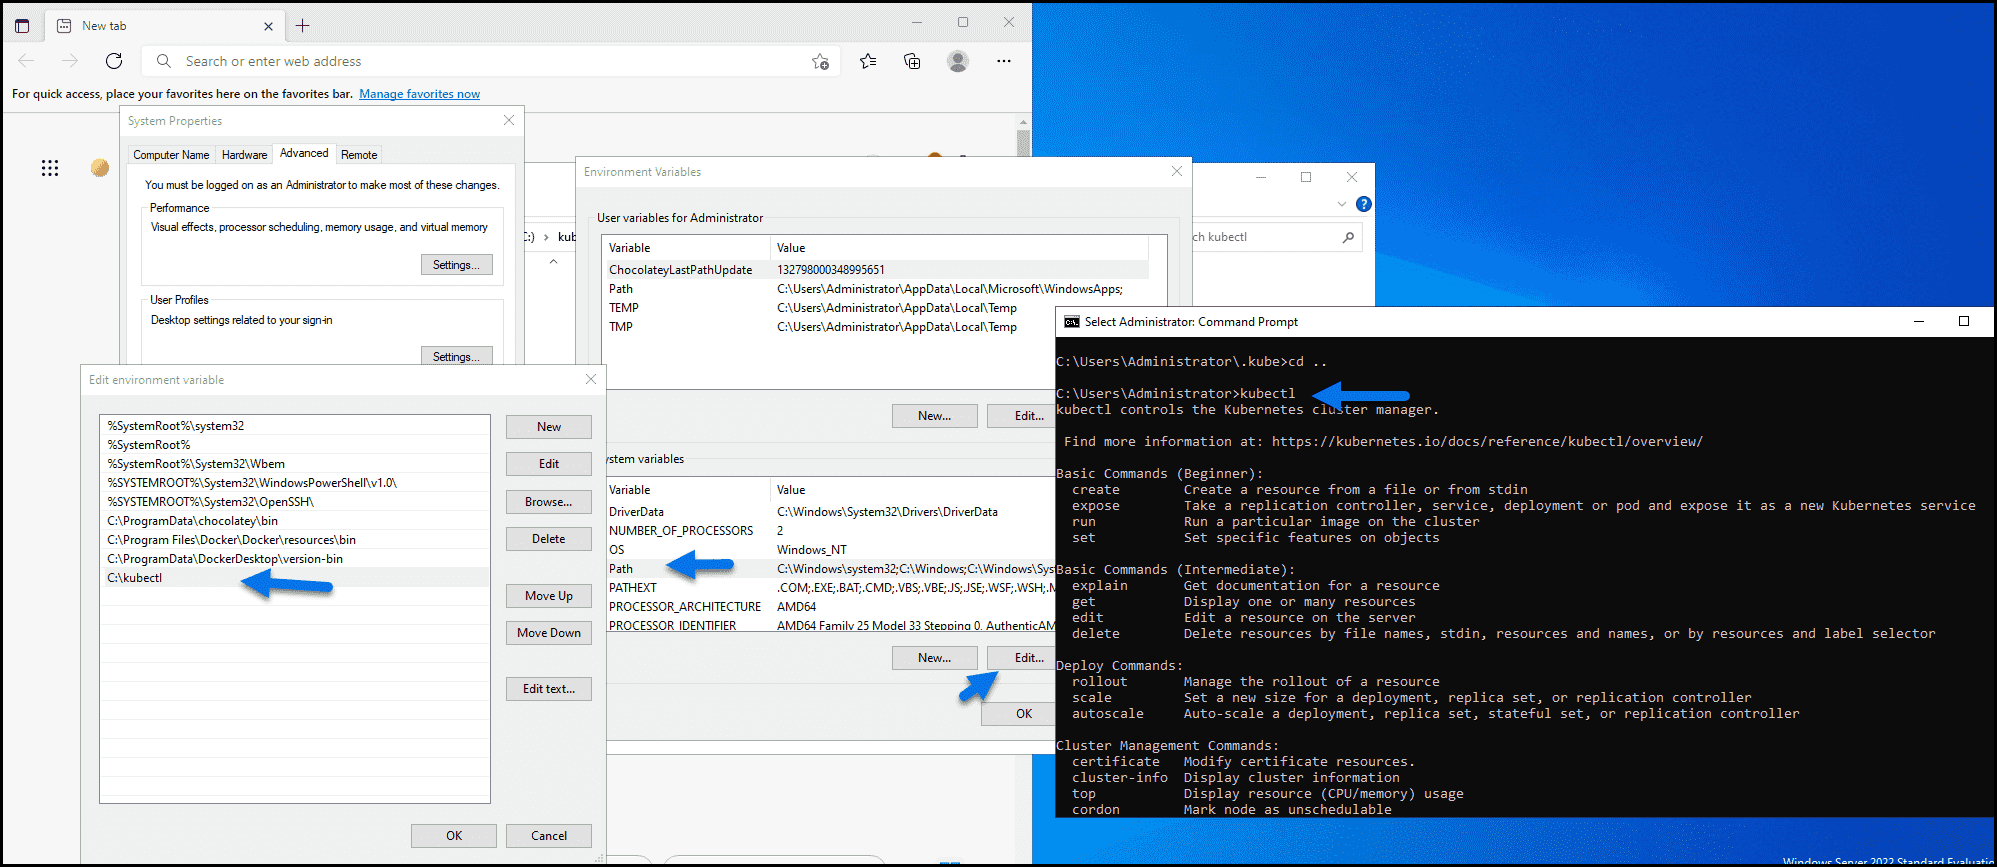 New tab
Search or enter web address
For quick access, place your favorites here on the favorites bar. Manage favorites now
System Properties
Computer Name Hardware Advanced Remote
You must be logged on as an Administrator to make most of these changes.
Performance
Visual effects, processor scheduling, memory usage, and virtual memory
Settings...
User Profiles
Desktop settings related to your sign-in
Settings...
Edit environment variable
%SystemRoot%\system32
%SystemRoot%
%SystemRoot%\System32\Wbem
%SYSTEMROOT%\System32\WindowsPowerShell\v1.0\
%SYSTEMROOT%\System32\OpenSSH\
C:\ProgramData\chocolatey\bin
C:\Program Files\Docker\Docker\resources\bin
C:\ProgramData\DockerDesktop\version-bin
C:\kubectl
New
Edit
Browse...
Delete
Move Up
Move Down
Edit text...
OK
Cancel
C:) › kub
ch kubectl
Environment Variables
User variables for Administrator
Variable Value
ChocolateyLastPathUpdate 132798000348995651
Path C:\Users\Administrator\AppData\Local\Microsoft\WindowsApps;
TEMP C:\Users\Administrator\AppData\Local\Temp
TMP C:\Users\Administrator\AppData\Local\Temp
New... Edit...
ystem variables
Variable Value
DriverData C:\Windows\System32\Drivers\DriverData
NUMBER_OF_PROCESSORS 2
OS Windows_NT
Path C:\Windows\system32;C:\Windows;C:\Windows\Sys
PATHEXT .COM;.EXE;.BAT;.CMD;.VBS;.VBE;.JS;.JSE;.WSF;.WSH;.M
PROCESSOR_ARCHITECTURE AMD64
PROCESSOR_IDENTIFIER AMD64 Family 25 Model 33 Stepping 0, AuthenticAM
New... Edit...
OK
Select Administrator: Command Prompt
C:\Users\Administrator\.kube>cd ..
C:\Users\Administrator>kubectl
kubectl controls the Kubernetes cluster manager.
Find more information at: https://kubernetes.io/docs/reference/kubectl/overview/
Basic Commands (Beginner):
create Create a resource from a file or from stdin
expose Take a replication controller, service, deployment or pod and expose it as a new Kubernetes service
run Run a particular image on the cluster
set Set specific features on objects
Basic Commands (Intermediate):
explain Get documentation for a resource
get Display one or many resources
edit Edit a resource on the server
delete Delete resources by file names, stdin, resources and names, or by resources and label selector
Deploy Commands:
rollout Manage the rollout of a resource
scale Set a new size for a deployment, replica set, or replication controller
autoscale Auto-scale a deployment, replica set, stateful set, or replication controller
Cluster Management Commands:
certificate Modify certificate resources.
cluster-info Display cluster information
top Display resource (CPU/memory) usage
cordon Mark node as unschedulable
Windows Server 2022 Standard Evaluatio